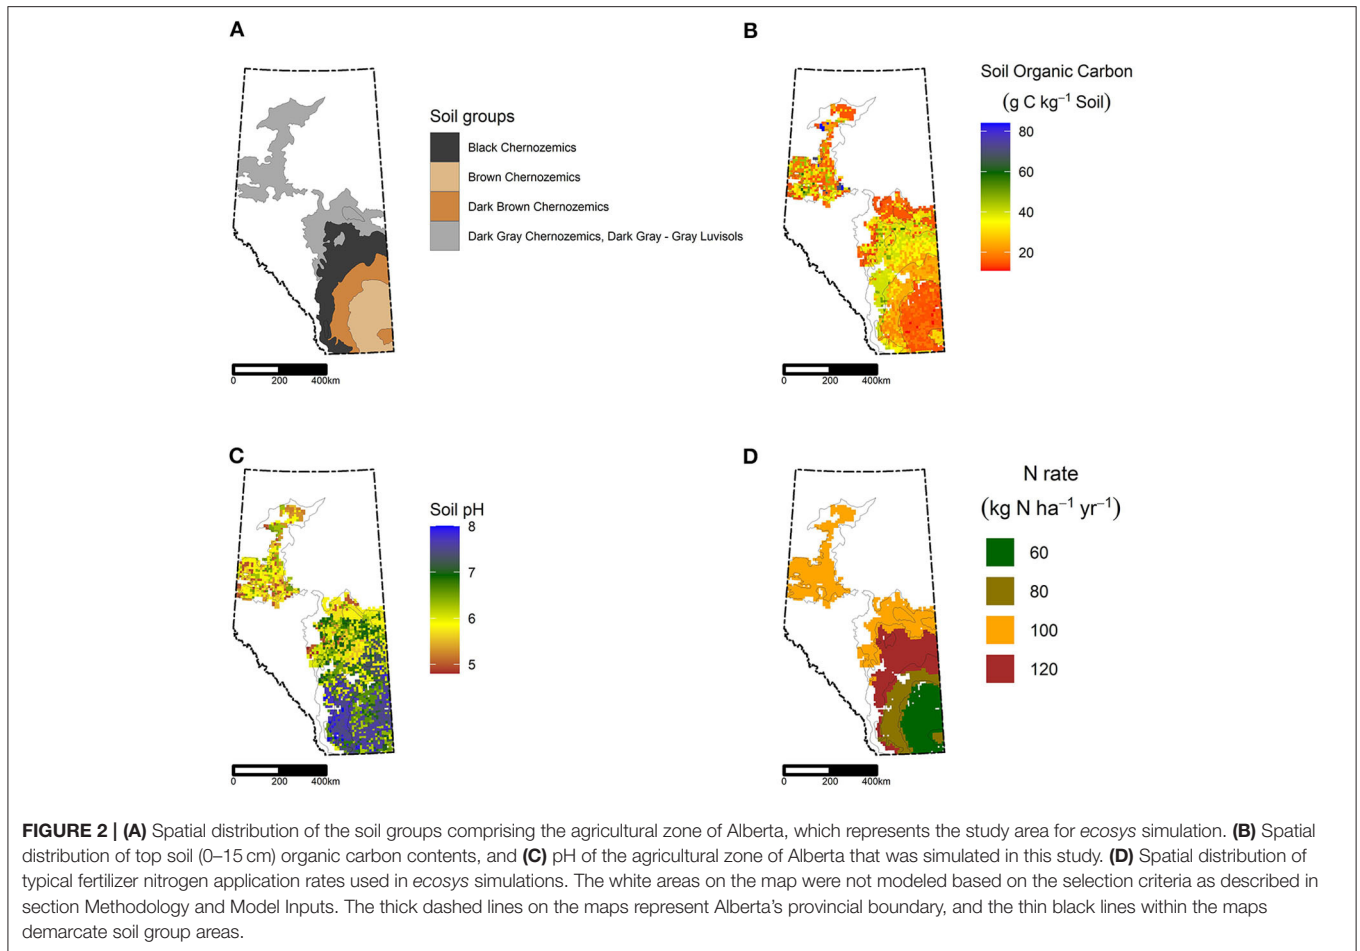 A
Soil groups
Black Chernozemics
Brown Chernozemics
Dark Brown Chernozemics
Dark Gray Chernozemics, Dark Gray - Gray Luvisols
0 200 400km
B
Soil Organic Carbon
(g C kg⁻¹ Soil)
80
60
40
20
0 200 400km
C
Soil pH
8
7
6
5
0 200 400km
D
N rate
(kg N ha⁻¹ yr⁻¹)
60
80
100
120
0 200 400km
FIGURE 2 | (A) Spatial distribution of the soil groups comprising the agricultural zone of Alberta, which represents the study area for ecosys simulation. (B) Spatial
distribution of top soil (0–15 cm) organic carbon contents, and (C) pH of the agricultural zone of Alberta that was simulated in this study. (D) Spatial distribution of
typical fertilizer nitrogen application rates used in ecosys simulations. The white areas on the map were not modeled based on the selection criteria as described in
section Methodology and Model Inputs. The thick dashed lines on the maps represent Alberta’s provincial boundary, and the thin black lines within the maps
demarcate soil group areas.